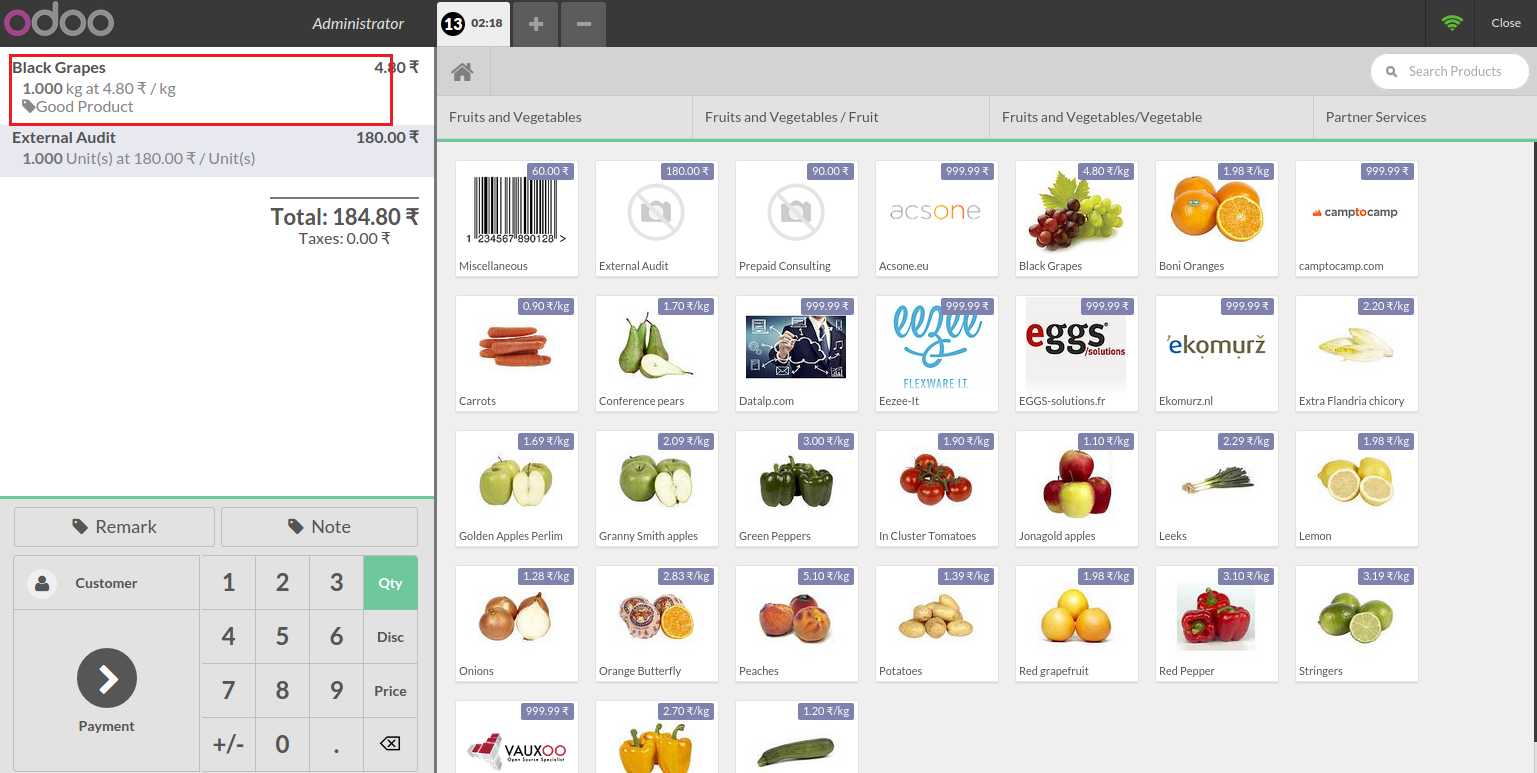 odoo
Administrator
13 02:18
Close
Black Grapes 4.80 ₹
1.000 kg at 4.80 ₹ / kg
Good Product
External Audit 180.00 ₹
1.000 Unit(s) at 180.00 ₹ / Unit(s)
Total: 184.80 ₹
Taxes: 0.00 ₹
Remark
Note
Customer
Payment
1 2 3 Qty
4 5 6 Disc
7 8 9 Price
+/- 0 .
Search Products
Fruits and Vegetables
Fruits and Vegetables / Fruit
Fruits and Vegetables/Vegetable
Partner Services
60.00 ₹
1 234567 890128 >
Miscellaneous
180.00 ₹
External Audit
90.00 ₹
Prepaid Consulting
999.99 ₹
acsone
Acsone.eu
4.80 ₹/kg
Black Grapes
1.98 ₹/kg
Boni Oranges
999.99 ₹
camptocamp
camptocamp.com
0.90 ₹/kg
Carrots
1.70 ₹/kg
Conference pears
999.99 ₹
Datalp.com
999.99 ₹
eezee
FLEXWARE I.T.
Eezee-It
999.99 ₹
eggs
/solutions
EGGS-solutions.fr
999.99 ₹
'ekomurž
Ekomurz.nl
2.20 ₹/kg
Extra Flandria chicory
1.69 ₹/kg
Golden Apples Perlim
2.09 ₹/kg
Granny Smith apples
3.00 ₹/kg
Green Peppers
1.90 ₹/kg
In Cluster Tomatoes
1.10 ₹/kg
Jonagold apples
2.29 ₹/kg
Leeks
1.98 ₹/kg
Lemon
1.28 ₹/kg
Onions
2.83 ₹/kg
Orange Butterfly
5.10 ₹/kg
Peaches
1.39 ₹/kg
Potatoes
1.98 ₹/kg
Red grapefruit
3.10 ₹/kg
Red Pepper
3.19 ₹/kg
Stringers
999.99 ₹
VAUXOO
Open Source Specialist
2.70 ₹/kg
1.20 ₹/kg